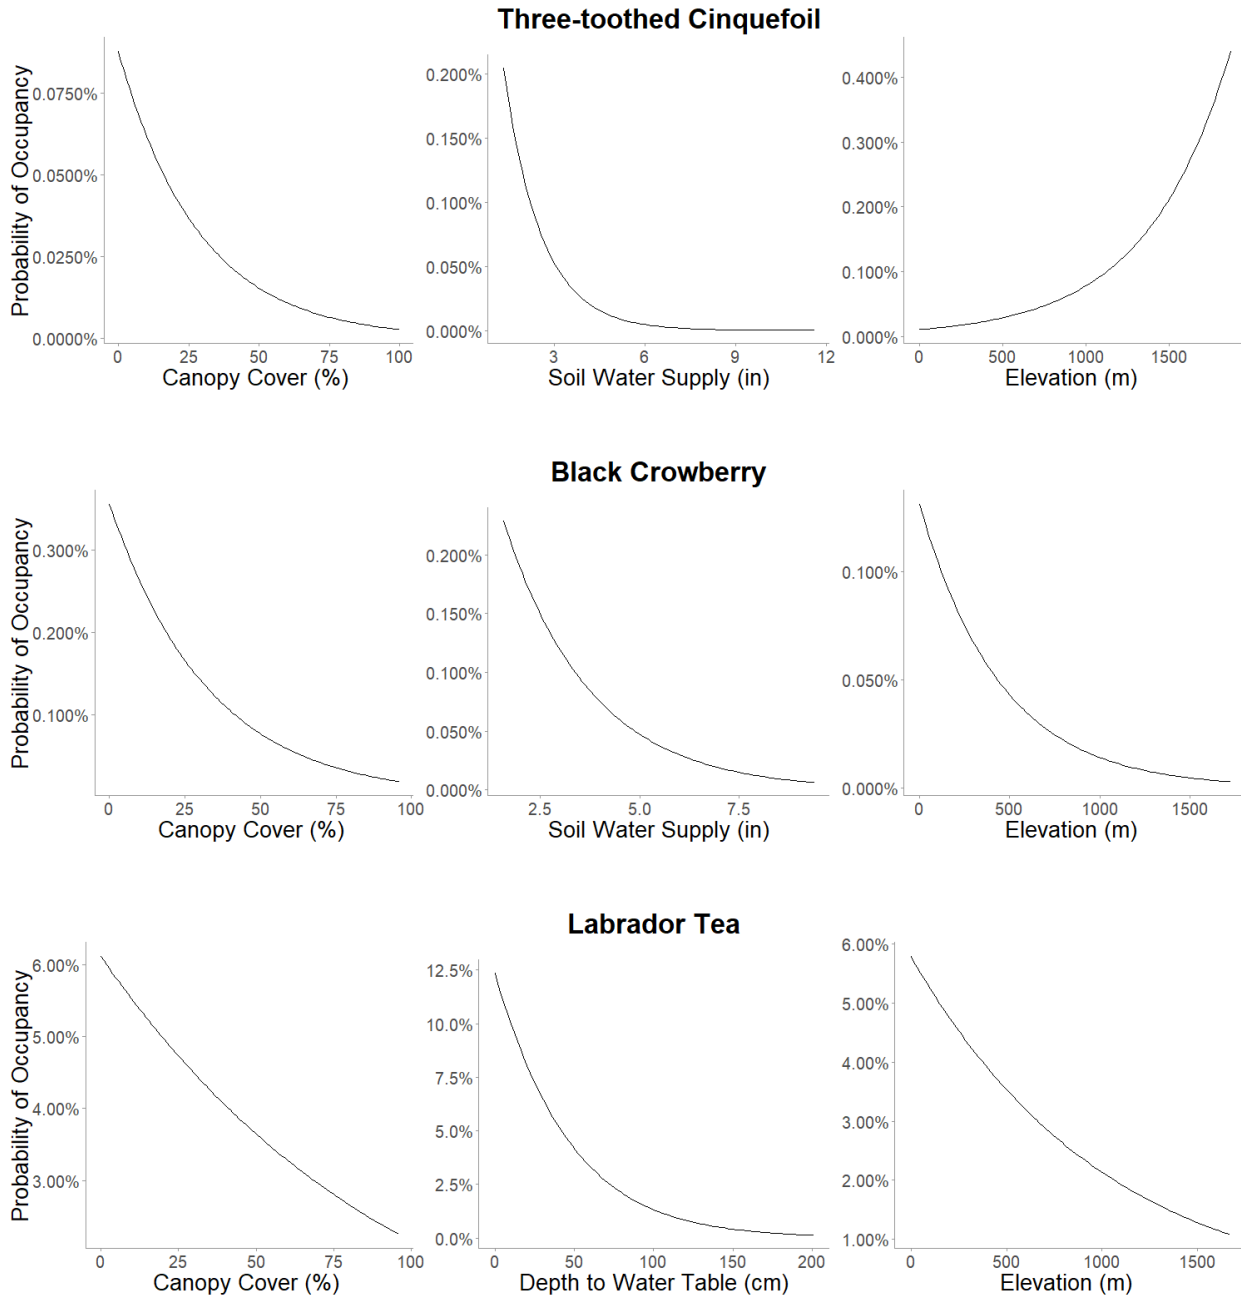 Three-toothed Cinquefoil
Probability of Occupancy
0.0750%
0.0500%
0.0250%
0.0000%
0 25 50 75 100
Canopy Cover (%)
0.200%
0.150%
0.100%
0.050%
0.000%
3 6 9 12
Soil Water Supply (in)
0.400%
0.300%
0.200%
0.100%
0.000%
0 500 1000 1500
Elevation (m)
Black Crowberry
Probability of Occupancy
0.300%
0.200%
0.100%
0 25 50 75 100
Canopy Cover (%)
0.200%
0.150%
0.100%
0.050%
0.000%
2.5 5.0 7.5
Soil Water Supply (in)
0.100%
0.050%
0.000%
0 500 1000 1500
Elevation (m)
Labrador Tea
Probability of Occupancy
6.00%
5.00%
4.00%
3.00%
0 25 50 75 100
Canopy Cover (%)
12.5%
10.0%
7.5%
5.0%
2.5%
0.0%
0 50 100 150 200
Depth to Water Table (cm)
6.00%
5.00%
4.00%
3.00%
2.00%
1.00%
0 500 1000 1500
Elevation (m)